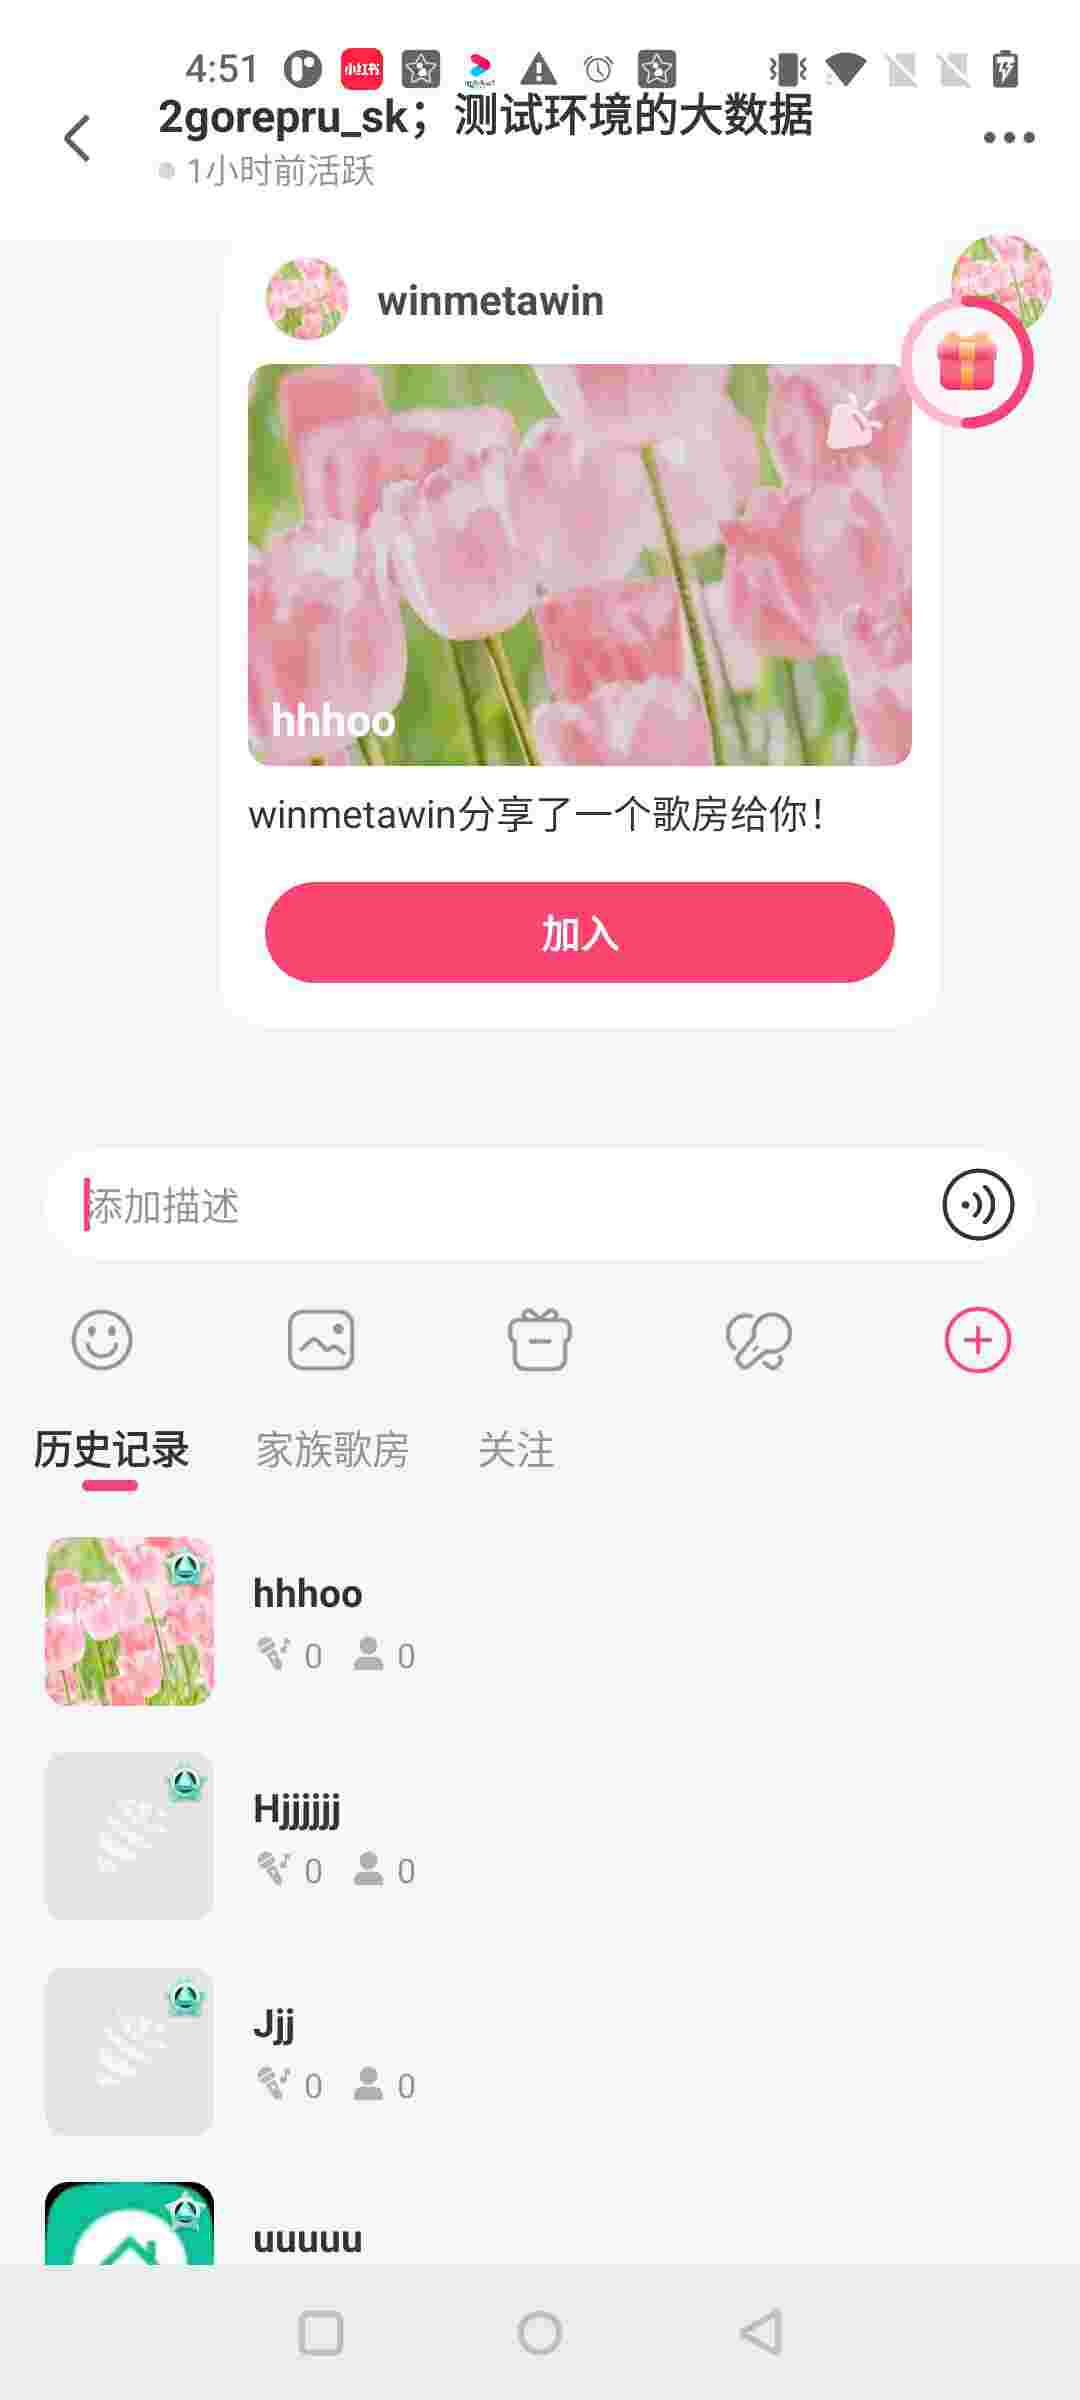 4:51
小红书
2gorepru_sk；测试环境的大数据
1小时前活跃
winmetawin
hhhoo
winmetawin分享了一个歌房给你！
加入
添加描述
历史记录 家族歌房 关注
hhhoo
0 0
Hjjjjjj
0 0
Jjj
0 0
uuuuu